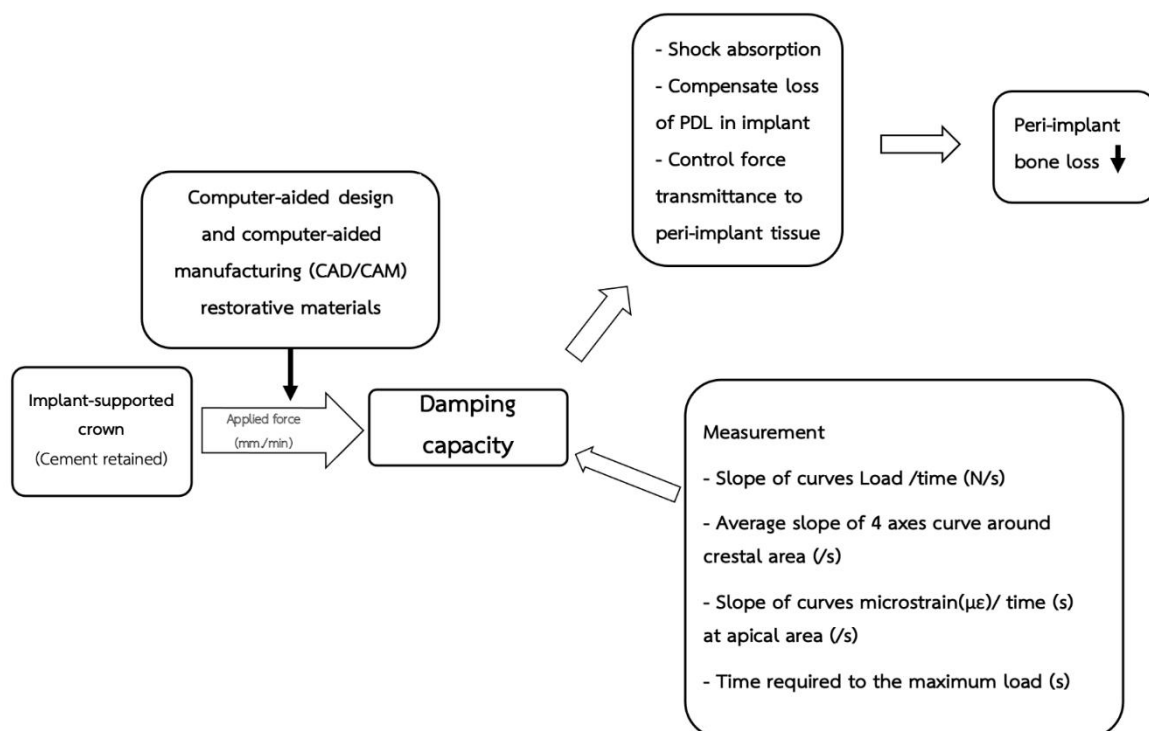 - Shock absorption
- Compensate loss
of PDL in implant
- Control force
transmittance to
peri-implant tissue
Peri-implant
bone loss
Computer-aided design
and computer-aided
manufacturing (CAD/CAM)
restorative materials
Implant-supported
crown
(Cement retained)
Applied force
(mm./min)
Damping
capacity
Measurement
- Slope of curves Load /time (N/s)
- Average slope of 4 axes curve around
crestal area (/s)
- Slope of curves microstrain(με)/ time (s)
at apical area (/s)
- Time required to the maximum load (s)